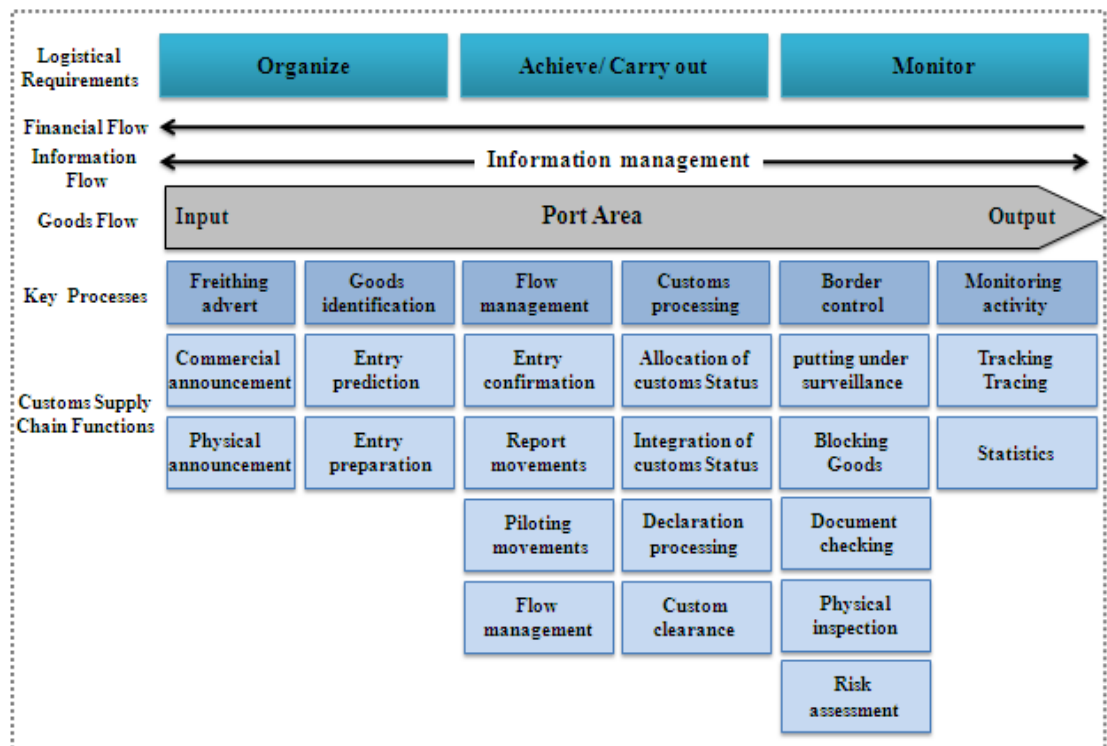 Logistical
Requirements
Organize
Achieve/ Carry out
Monitor
Financial Flow
Information
Flow
Information management
Goods Flow
Input
Port Area
Output
Key Processes
Freithing
advert
Goods
identification
Flow
management
Customs
processing
Border
control
Monitoring
activity
Customs Supply
Chain Functions
Commercial
announcement
Entry
prediction
Entry
confirmation
Allocation of
customs Status
putting under
surveillance
Tracking
Tracing
Physical
announcement
Entry
preparation
Report
movements
Integration of
customs Status
Blocking
Goods
Statistics
Piloting
movements
Declaration
processing
Document
checking
Flow
management
Custom
clearance
Physical
inspection
Risk
assessment